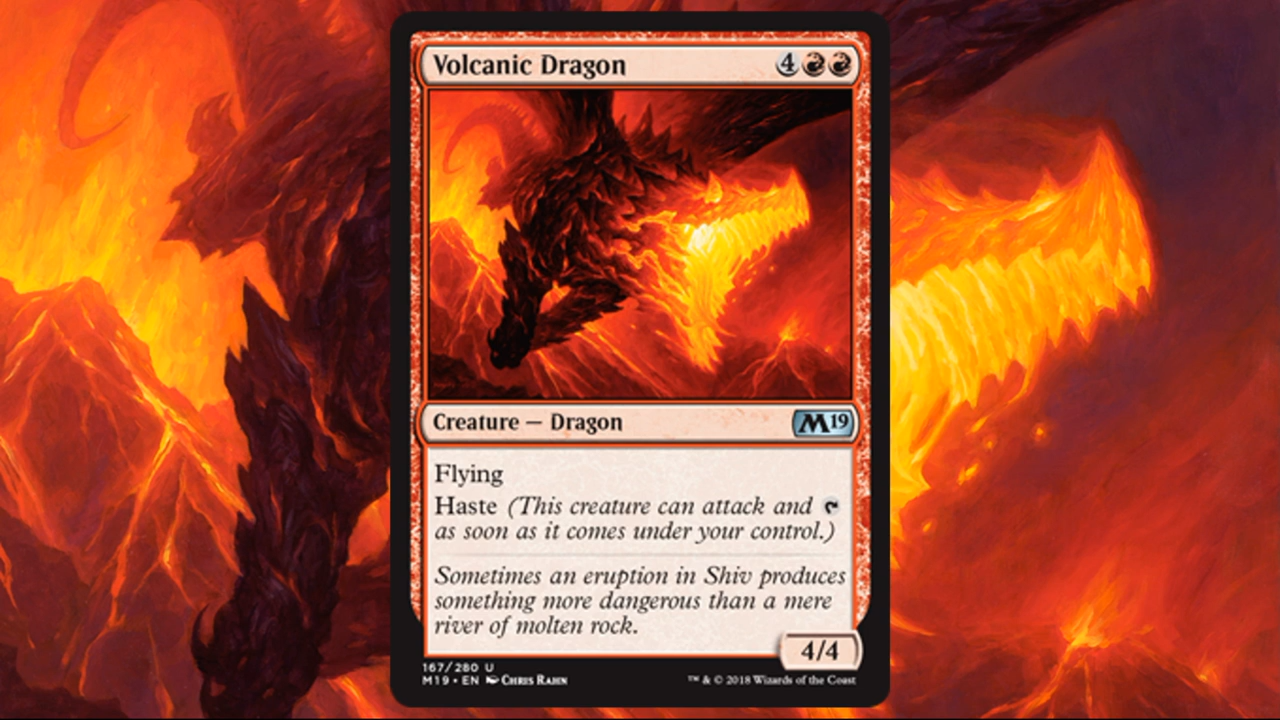 Volcanic Dragon 4
Creature — Dragon M19
Flying
Haste (This creature can attack and
as soon as it comes under your control.)
Sometimes an eruption in Shiv produces
something more dangerous than a mere
river of molten rock.
4/4
167/280 U
M19 • EN Chris Rahn
™ & © 2018 Wizards of the Coast